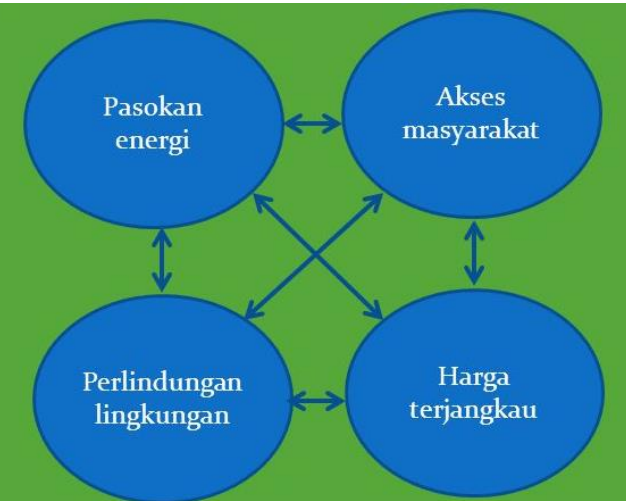 Pasokan
energi
Akses
masyarakat
Perlindungan
lingkungan
Harga
terjangkau